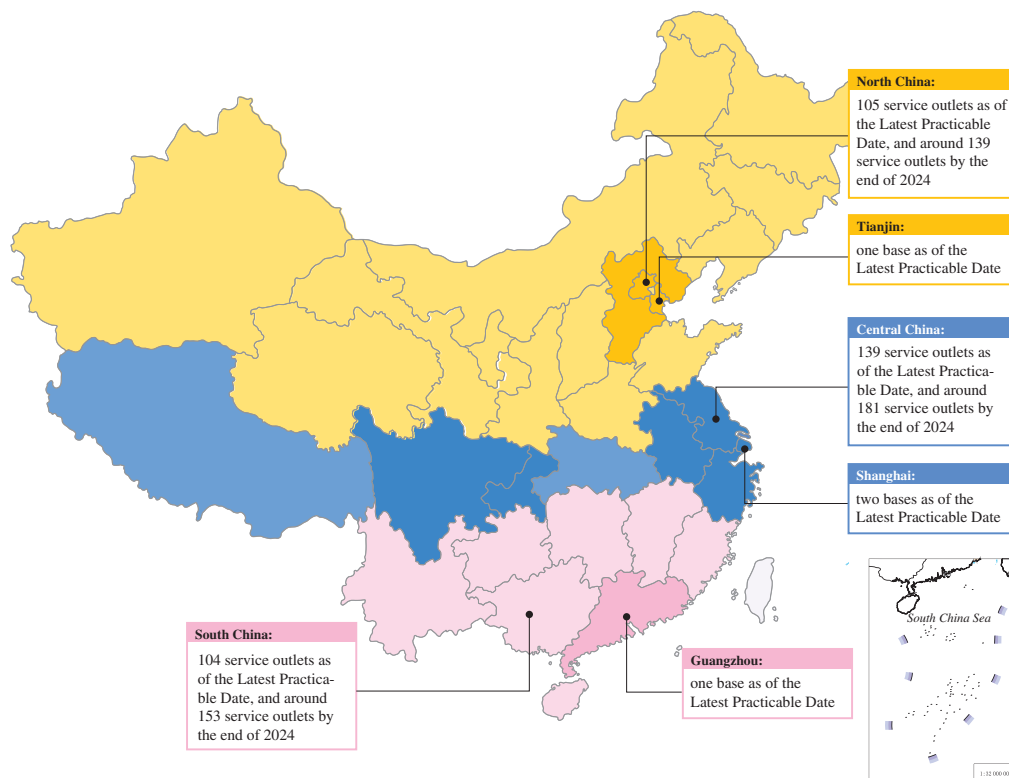 North China:
105 service outlets as of
the Latest Practicable
Date, and around 139
service outlets by the
end of 2024
Tianjin:
one base as of the
Latest Practicable Date
Central China:
139 service outlets as
of the Latest Practica-
ble Date, and around
181 service outlets by
the end of 2024
Shanghai:
two bases as of the
Latest Practicable Date
South China Sea
South China:
104 service outlets as
of the Latest Practica-
ble Date, and around
153 service outlets by
the end of 2024
Guangzhou:
one base as of the
Latest Practicable Date